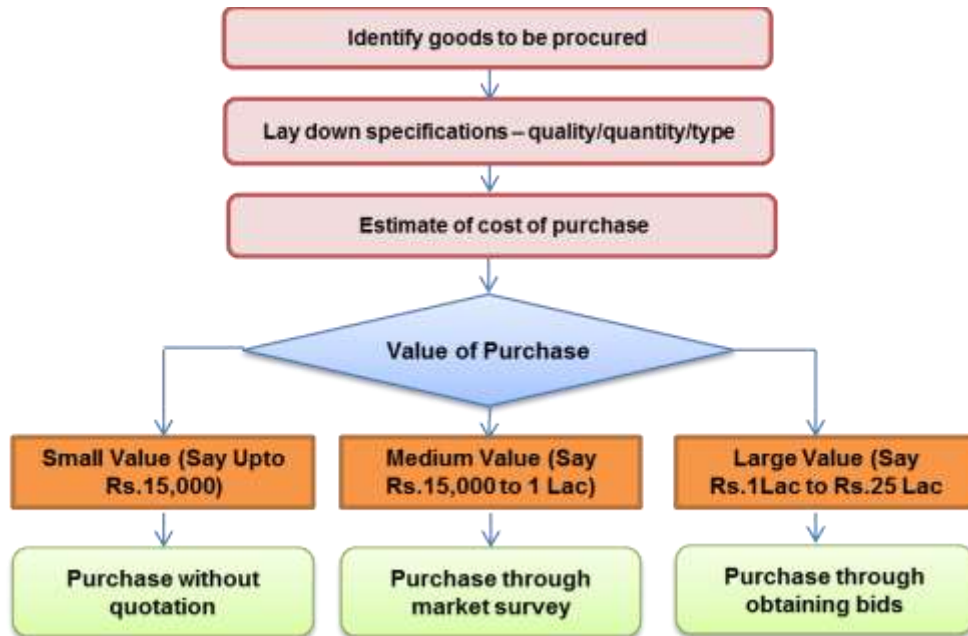 Identify goods to be procured
Lay down specifications – quality/quantity/type
Estimate of cost of purchase
Value of Purchase
Small Value (Say Upto
Rs.15,000)
Medium Value (Say
Rs.15,000 to 1 Lac)
Large Value (Say
Rs.1Lac to Rs.25 Lac
Purchase without
quotation
Purchase through
market survey
Purchase through
obtaining bids